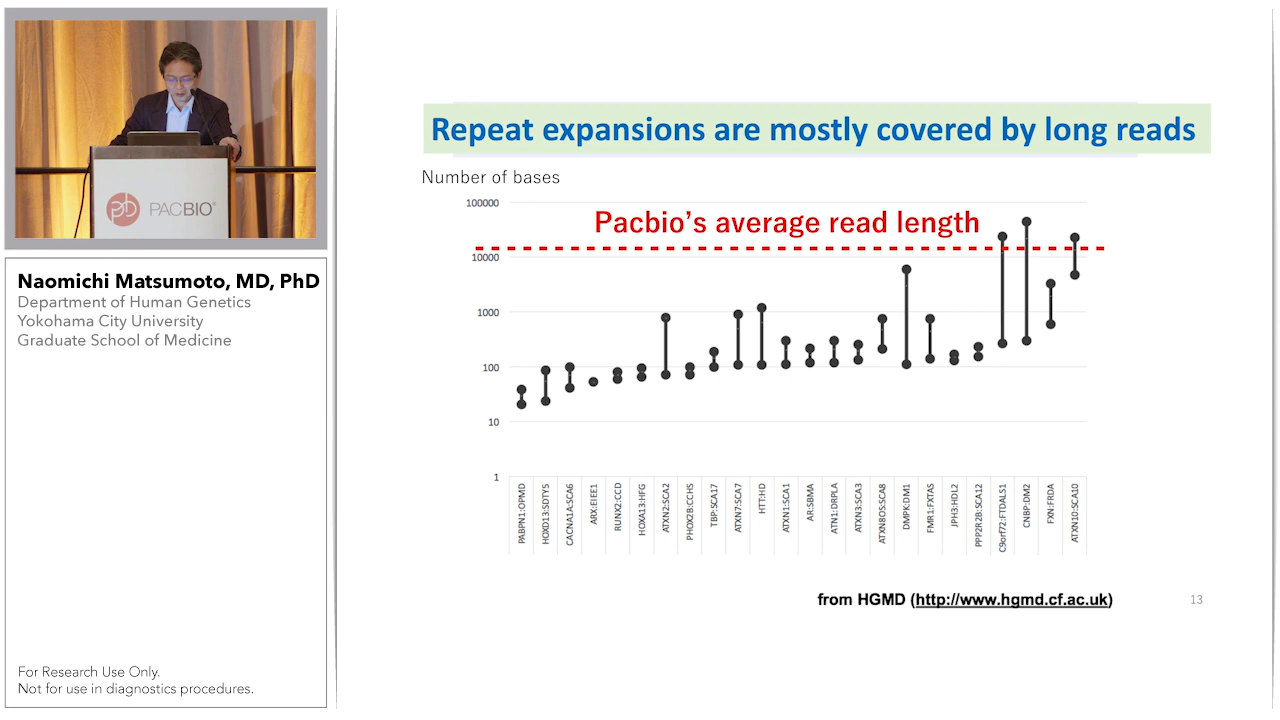 PACBIO
Naomichi Matsumoto, MD, PhD
Department of Human Genetics
Yokohama City University
Graduate School of Medicine
For Research Use Only.
Not for use in diagnostics procedures.
Repeat expansions are mostly covered by long reads
Number of bases
Pacbio’s average read length
100000
10000
1000
100
10
1
PABPN1:OPMD
HOXD13:SDTY5
CACNA1A:SCA6
ARX:EIEE1
RUNX2:CCD
HOXA13:HFG
ATXN2:SCA2
PHOX2B:CCHS
TBP:SCA17
ATXN7:SCA7
HTT:HD
ATXN1:SCA1
AR:SBMA
ATN1:DRPLA
ATXN3:SCA3
ATXN8OS:SCA8
DMPK:DM1
FMR1:FXTAS
JPH3:HDL2
PPP2R2B:SCA12
C9orf72:FTDALS1
CNBP:DM2
FXN:FRDA
ATXN10:SCA10
from HGMD (http://www.hgmd.cf.ac.uk)
13